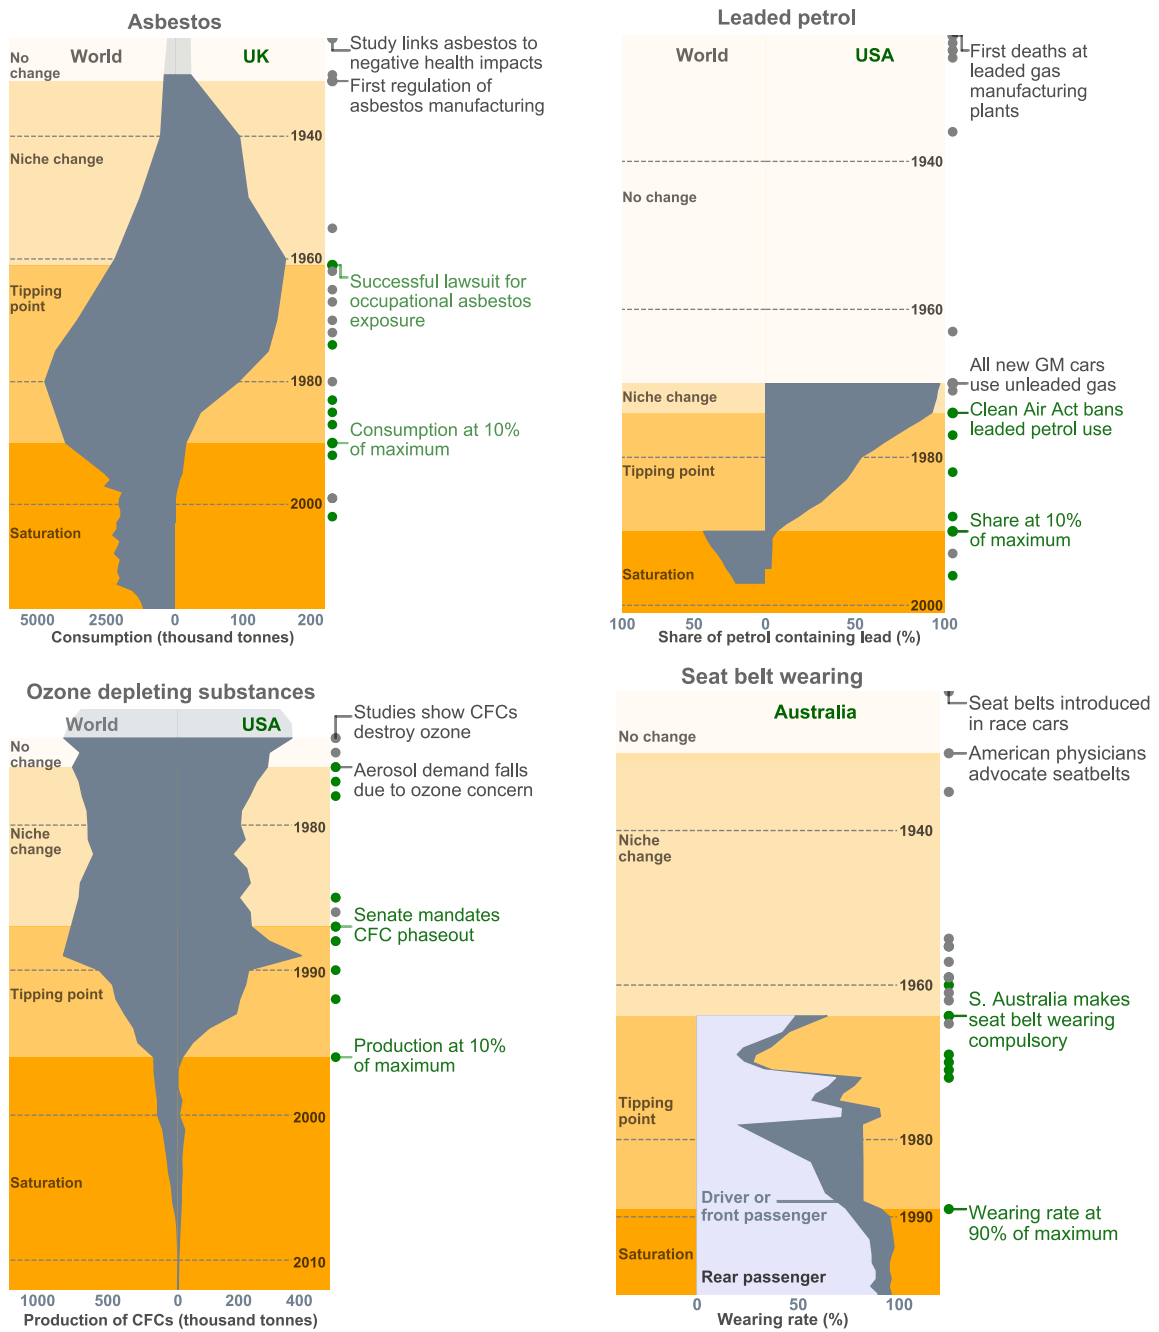 Asbestos
World
UK
No
change
1940
Niche change
1960
Tipping
point
1980
2000
Saturation
5000
2500
0
100
200
Consumption (thousand tonnes)
Study links asbestos to
negative health impacts
First regulation of
asbestos manufacturing
Successful lawsuit for
occupational asbestos
exposure
Consumption at 10%
of maximum
Leaded petrol
World
USA
1940
No change
1960
Niche change
1980
Tipping point
Saturation
2000
100
50
0
50
100
Share of petrol containing lead (%)
First deaths at
leaded gas
manufacturing
plants
All new GM cars
use unleaded gas
Clean Air Act bans
leaded petrol use
Share at 10%
of maximum
Ozone depleting substances
World
USA
No
change
1980
Niche
change
1990
Tipping point
2000
Saturation
2010
1000
500
0
200
400
Production of CFCs (thousand tonnes)
Studies show CFCs
destroy ozone
Aerosol demand falls
due to ozone concern
Senate mandates
CFC phaseout
Production at 10%
of maximum
Seat belt wearing
Australia
No change
1940
Niche
change
1960
Tipping
point
1980
Driver or
front passenger
1990
Saturation
Rear passenger
0
50
100
Wearing rate (%)
Seat belts introduced
in race cars
American physicians
advocate seatbelts
S. Australia makes
seat belt wearing
compulsory
Wearing rate at
90% of maximum